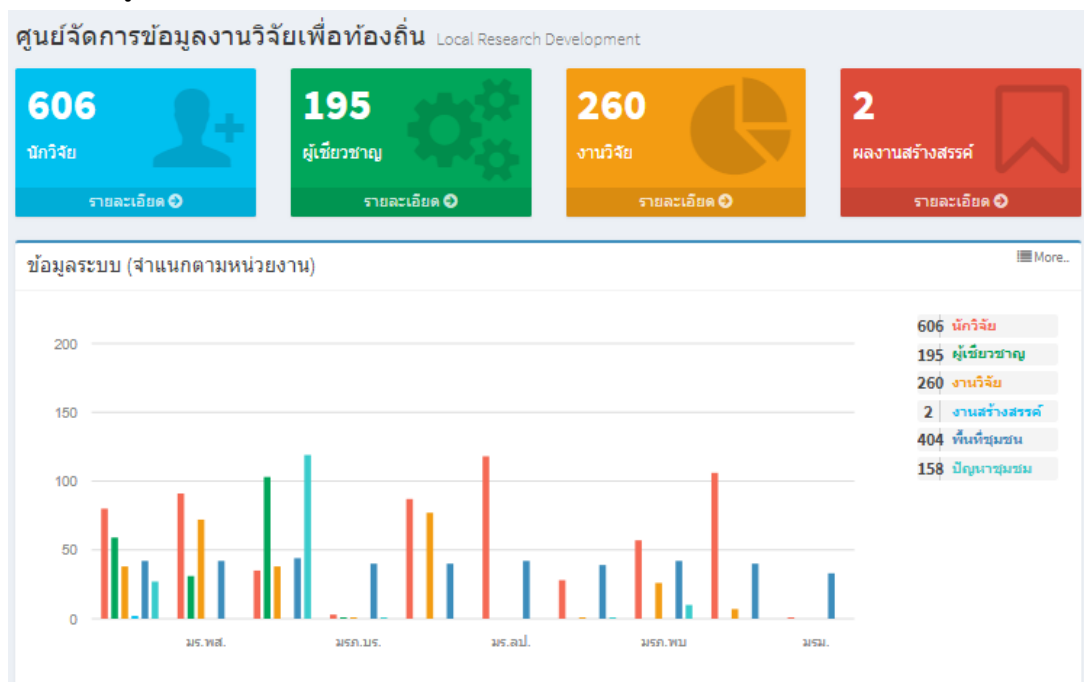 ศูนย์จัดการข้อมูลงานวิจัยเพื่อท้องถิ่น Local Research Development
606
นักวิจัย
รายละเอียด
195
ผู้เชียวชาญ
รายละเอียด
260
งานวิจัย
รายละเอียด
2
ผลงานสร้างสรรค์
รายละเอียด
ข้อมูลระบบ (จำแนกตามหน่วยงาน)
More..
200
150
100
50
0
มร.พส.
มรภ.บร.
มร.ลป.
มรภ.พบ
มรม.
606 นักวิจัย
195 ผู้เชียวชาญ
260 งานวิจัย
2 งานสร้างสรรค์
404 พื้นที่ชุมชน
158 ปัญหาชุมชม